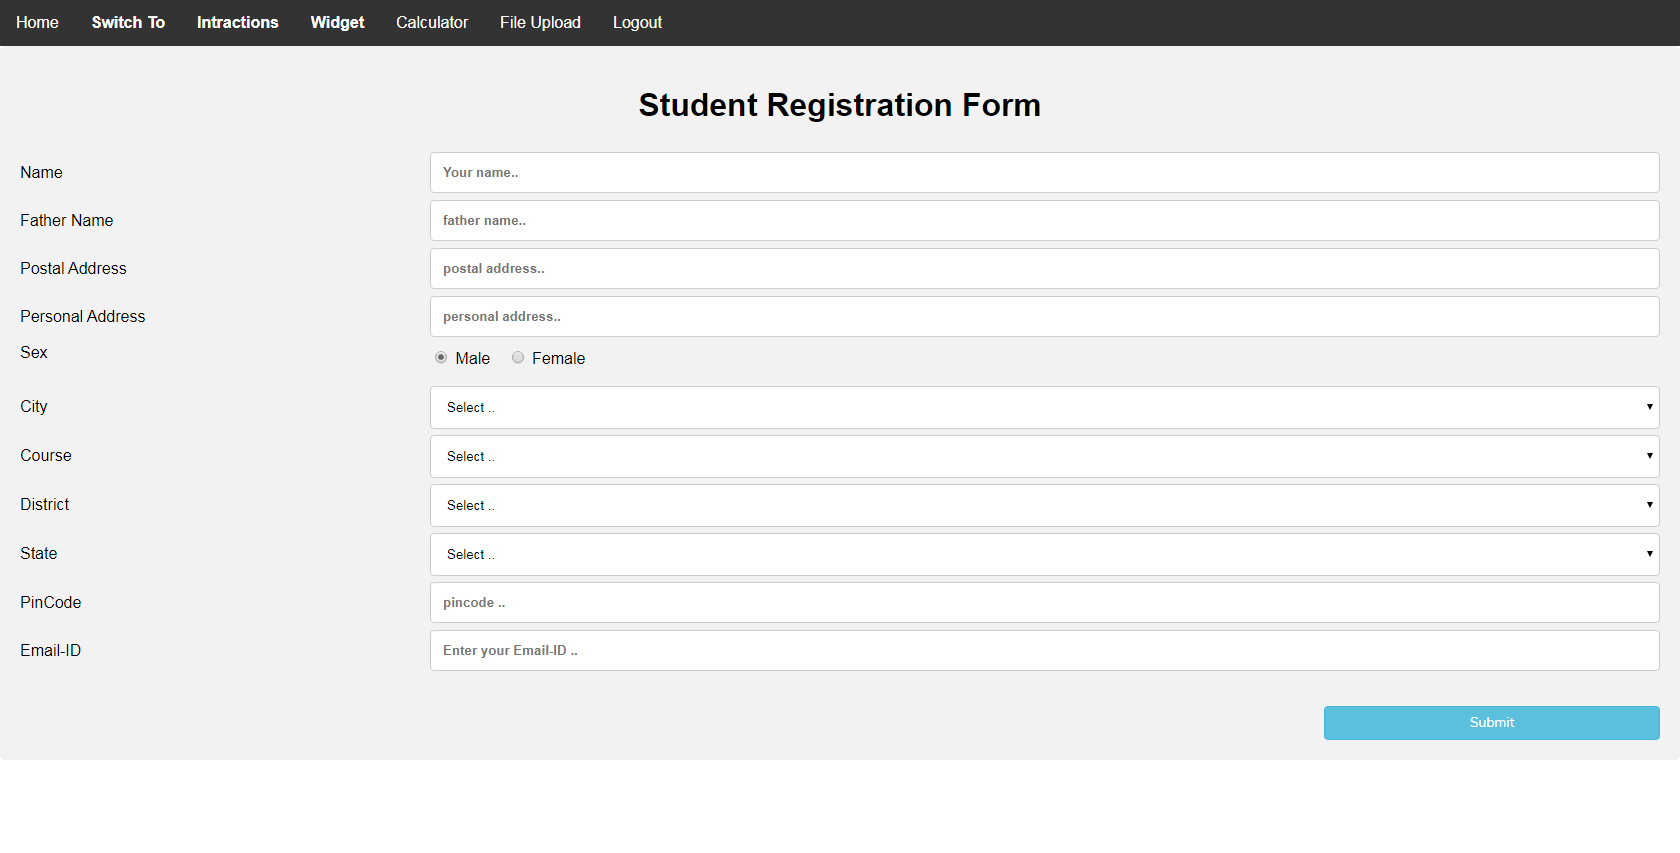 Home Switch To Intractions Widget Calculator File Upload Logout
Student Registration Form
Name Your name..
Father Name father name..
Postal Address postal address..
Personal Address personal address..
Sex Male Female
City Select ..
Course Select ..
District Select ..
State Select ..
PinCode pincode ..
Email-ID Enter your Email-ID ..
Submit